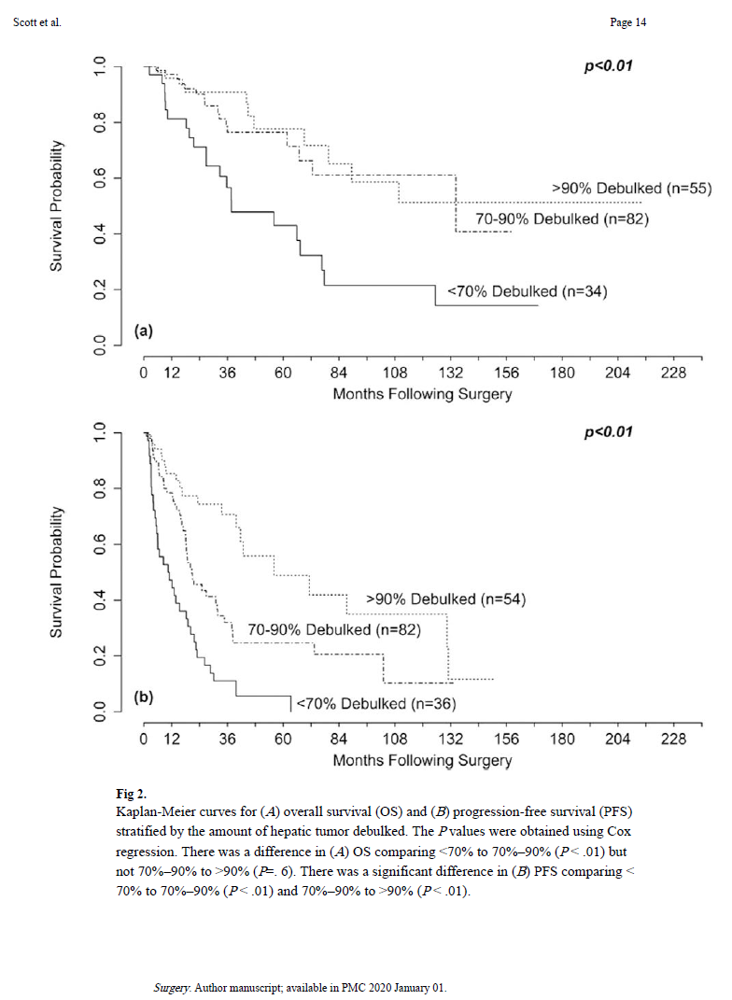 Scott et al.
Page 14
1.0
0.8
0.6
0.4
0.2
0.0
Survival Probability
p<0.01
>90% Debulked (n=55)
70-90% Debulked (n=82)
<70% Debulked (n=34)
(a)
0 12 36 60 84 108 132 156 180 204 228
Months Following Surgery
1.0
0.8
0.6
0.4
0.2
0.0
Survival Probability
p<0.01
>90% Debulked (n=54)
70-90% Debulked (n=82)
<70% Debulked (n=36)
(b)
0 12 36 60 84 108 132 156 180 204 228
Months Following Surgery
Fig 2.
Kaplan-Meier curves for (A) overall survival (OS) and (B) progression-free survival (PFS)
stratified by the amount of hepatic tumor debulked. The P values were obtained using Cox
regression. There was a difference in (A) OS comparing <70% to 70%–90% (P< .01) but
not 70%–90% to >90% (P=. 6). There was a significant difference in (B) PFS comparing <
70% to 70%–90% (P< .01) and 70%–90% to >90% (P< .01).
Surgery. Author manuscript; available in PMC 2020 January 01.